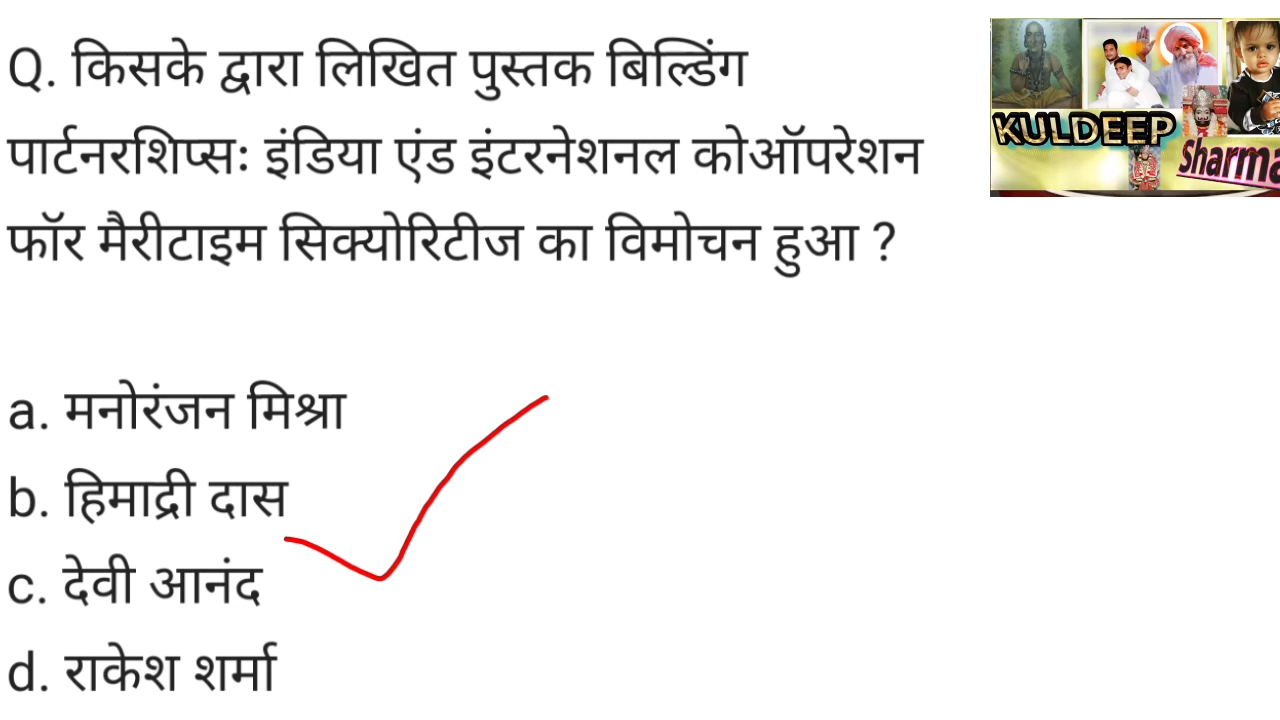 Q. किसके द्वारा लिखित पुस्तक बिल्डिंग
पार्टनरशिप्सः इंडिया एंड इंटरनेशनल कोऑपरेशन
फॉर मैरीटाइम सिक्योरिटीज का विमोचन हुआ ?
a. मनोरंजन मिश्रा
b. हिमाद्री दास
c. देवी आनंद
d. राकेश शर्मा
KULDEEP
Sharma